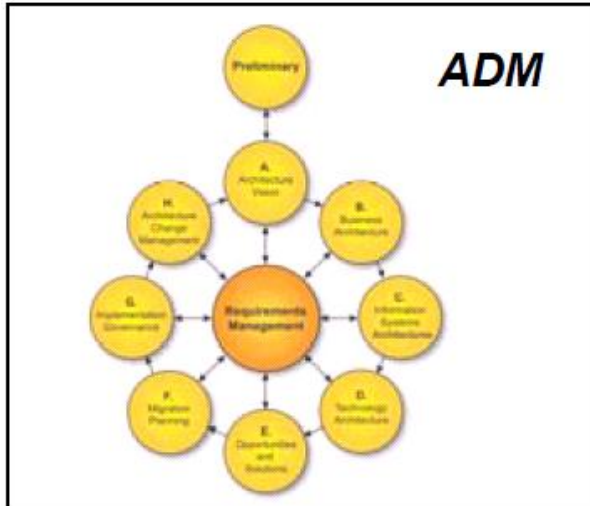 ADM
Preliminary
A.
Architecture
Vision
H.
Architecture
Change
Management
B.
Business
Architecture
G.
Implementation
Governance
Requirements
Management
C.
Information
Systems
Architectures
F.
Migration
Planning
D.
Technology
Architecture
E.
Opportunities
and
Solutions